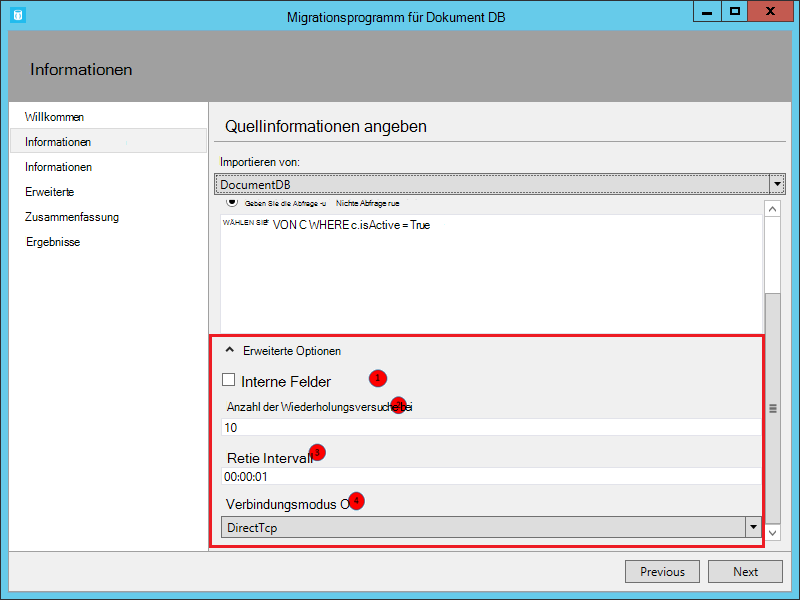 Migrationsprogramm für Dokument DB
Informationen
Willkommen
Informationen
Informationen
Erweiterte
Zusammenfassung
Ergebnisse
Quellinformationen angeben
Importieren von:
DocumentDB
Geben Sie die Abfrage -u Nichte Abfrage rue
WÄHLEN SIE* VON C WHERE c.isActive = True
Erweiterte Optionen
Interne Felder 1
Anzahl der Wiederholungsversuche bei
10
Retie Intervall 3
00:00:01
Verbindungsmodus O 4
DirectTcp
Previous Next